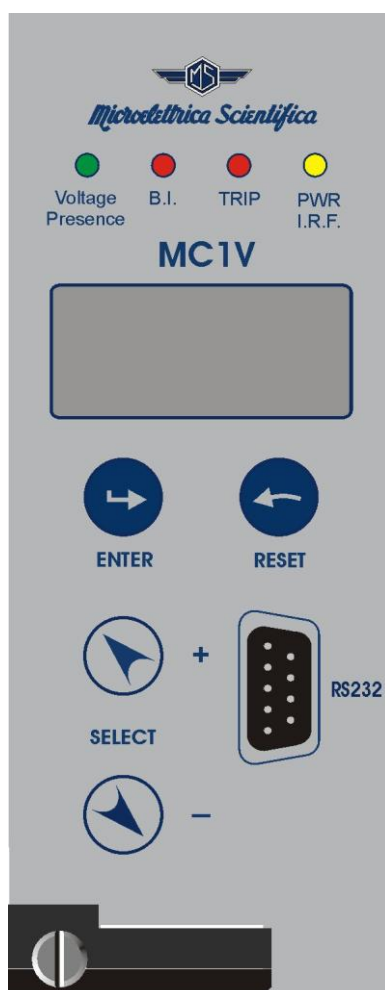 MS
Microelettrica Scientifica
Voltage Presence B.I. TRIP PWR I.R.F.
MC1V
ENTER RESET
+
RS232
SELECT
−